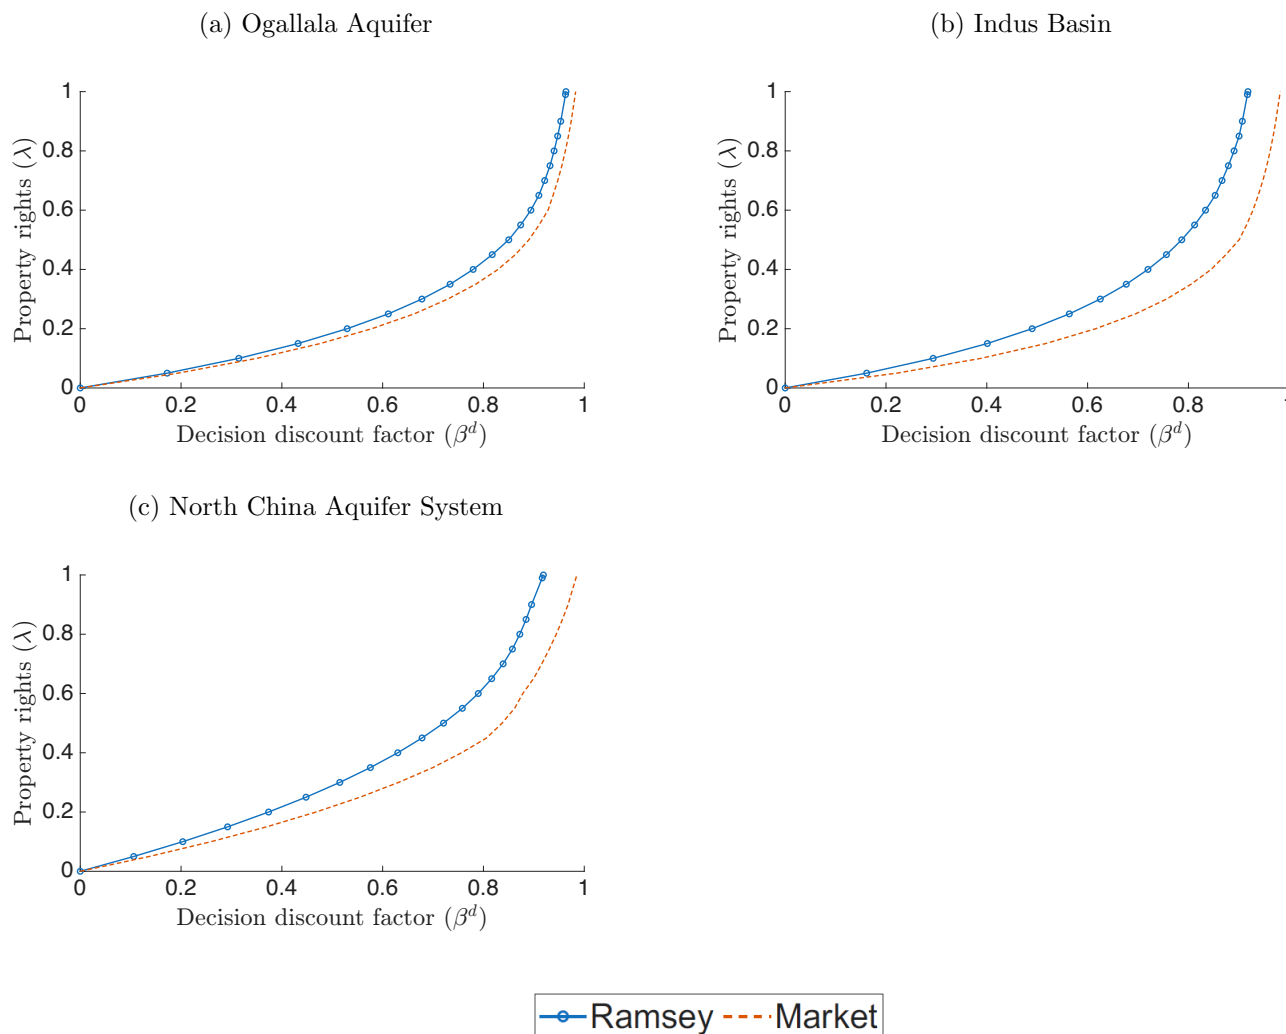 (a) Ogallala Aquifer
Property rights (λ)
1
0.8
0.6
0.4
0.2
0
0 0.2 0.4 0.6 0.8 1
Decision discount factor (β^d)
(b) Indus Basin
Property rights (λ)
1
0.8
0.6
0.4
0.2
0
0 0.2 0.4 0.6 0.8 1
Decision discount factor (β^d)
(c) North China Aquifer System
Property rights (λ)
1
0.8
0.6
0.4
0.2
0
0 0.2 0.4 0.6 0.8 1
Decision discount factor (β^d)
Ramsey Market